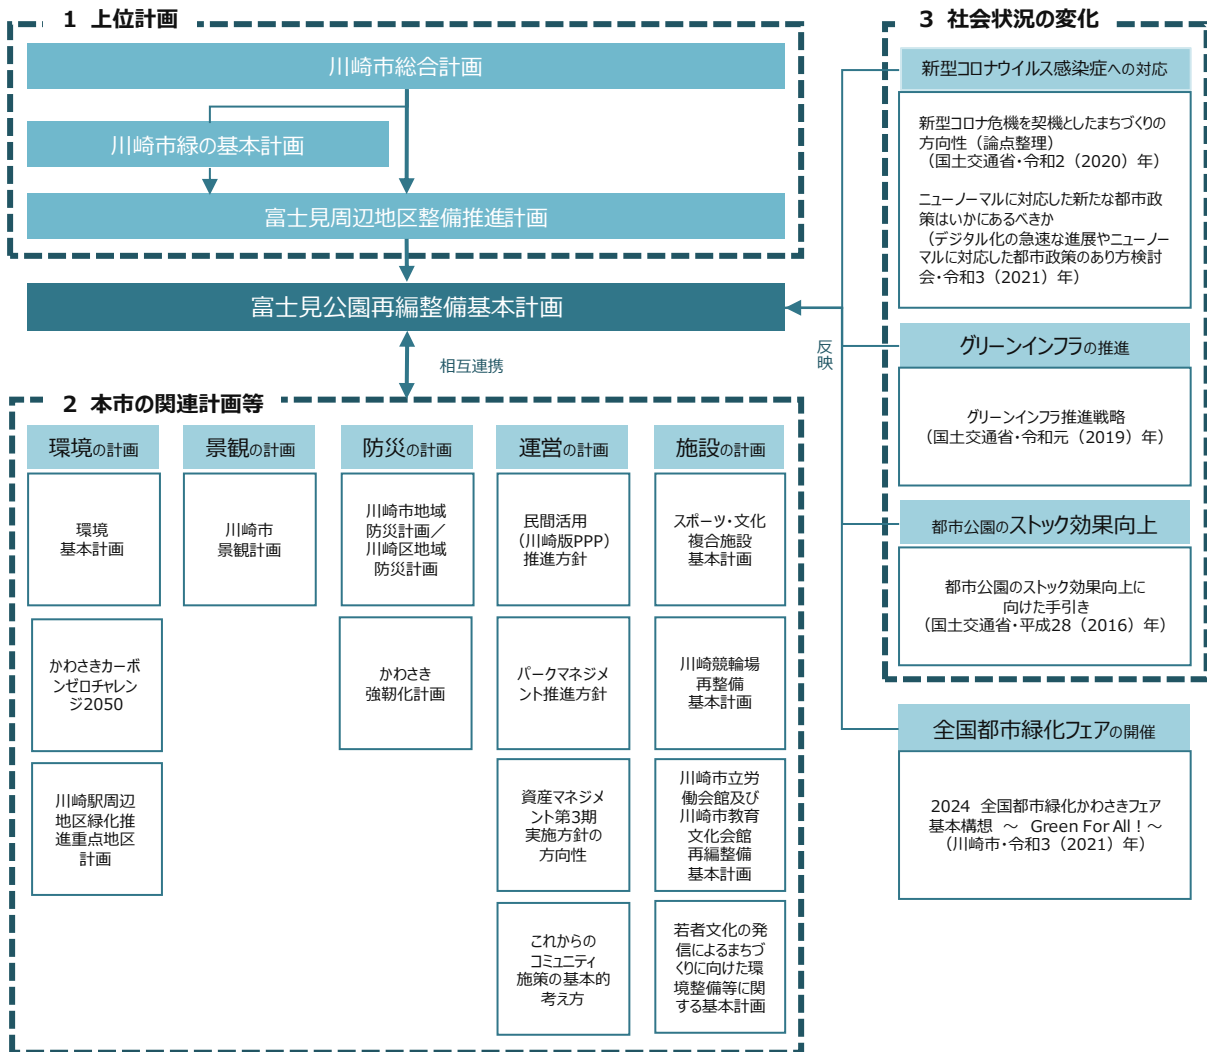 1 上位計画
川崎市総合計画
川崎市緑の基本計画
富士見周辺地区整備推進計画
富士見公園再編整備基本計画
相互連携
反映
2 本市の関連計画等
環境の計画
環境
基本計画
かわさきカーボ
ンゼロチャレン
ジ2050
川崎駅周辺
地区緑化推
進重点地区
計画
景観の計画
川崎市
景観計画
防災の計画
川崎市地域
防災計画／
川崎区地域
防災計画
かわさき
強靭化計画
運営の計画
民間活用
（川崎版PPP）
推進方針
パークマネジメ
ント推進方針
資産マネジメ
ント第3期
実施方針の
方向性
これからの
コミュニティ
施策の基本的
考え方
施設の計画
スポーツ・文化
複合施設
基本計画
川崎競輪場
再整備
基本計画
川崎市立労
働会館及び
川崎市教育
文化会館
再編整備
基本計画
若者文化の発
信によるまちづ
くりに向けた環
境整備等に関
する基本計画
3 社会状況の変化
新型コロナウイルス感染症への対応
新型コロナ危機を契機としたまちづくりの
方向性（論点整理）
（国土交通省・令和2（2020）年）
ニューノーマルに対応した新たな都市政
策はいかにあるべきか
（デジタル化の急速な進展やニューノー
マルに対応した都市政策のあり方検討
会・令和3（2021）年）
グリーンインフラの推進
グリーンインフラ推進戦略
（国土交通省・令和元（2019）年）
都市公園のストック効果向上
都市公園のストック効果向上に
向けた手引き
（国土交通省・平成28（2016）年）
全国都市緑化フェアの開催
2024 全国都市緑化かわさきフェア
基本構想 ～ Green For All！～
（川崎市・令和3（2021）年）